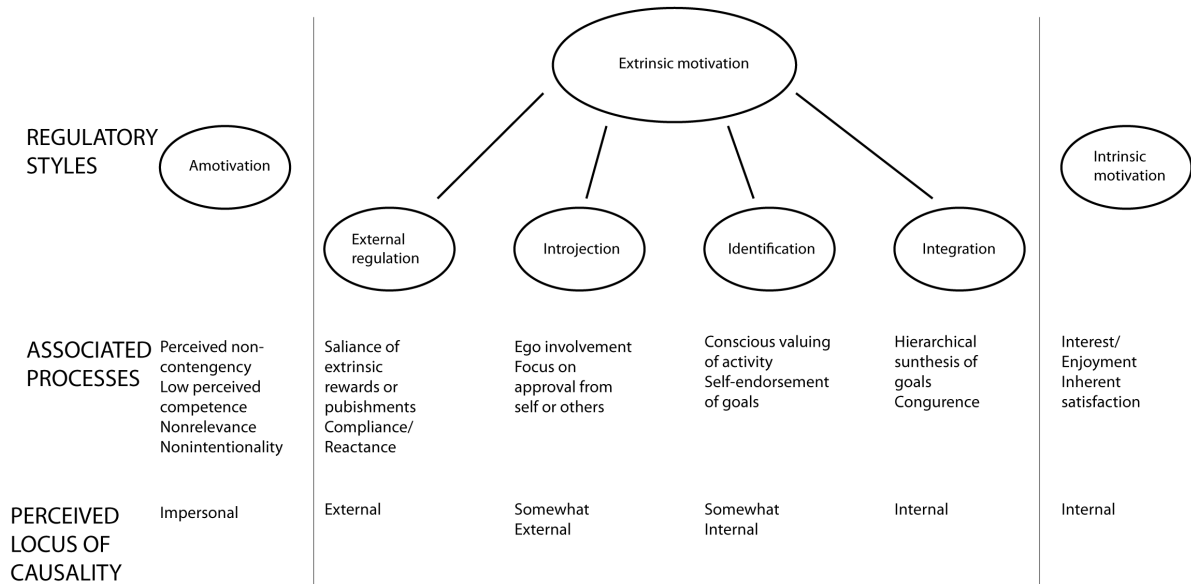 Extrinsic motivation
REGULATORY
STYLES
Amotivation
Intrinsic
motivation
External
regulation
Introjection
Identification
Integration
ASSOCIATED
PROCESSES
Perceived non-
contengency
Low perceived
competence
Nonrelevance
Nonintentionality
Saliance of
extrinsic
rewards or
pubishments
Compliance/
Reactance
Ego involvement
Focus on
approval from
self or others
Conscious valuing
of activity
Self-endorsement
of goals
Hierarchical
sunthesis of
goals
Congurence
Interest/
Enjoyment
Inherent
satisfaction
PERCEIVED
LOCUS OF
CAUSALITY
Impersonal
External
Somewhat
External
Somewhat
Internal
Internal
Internal